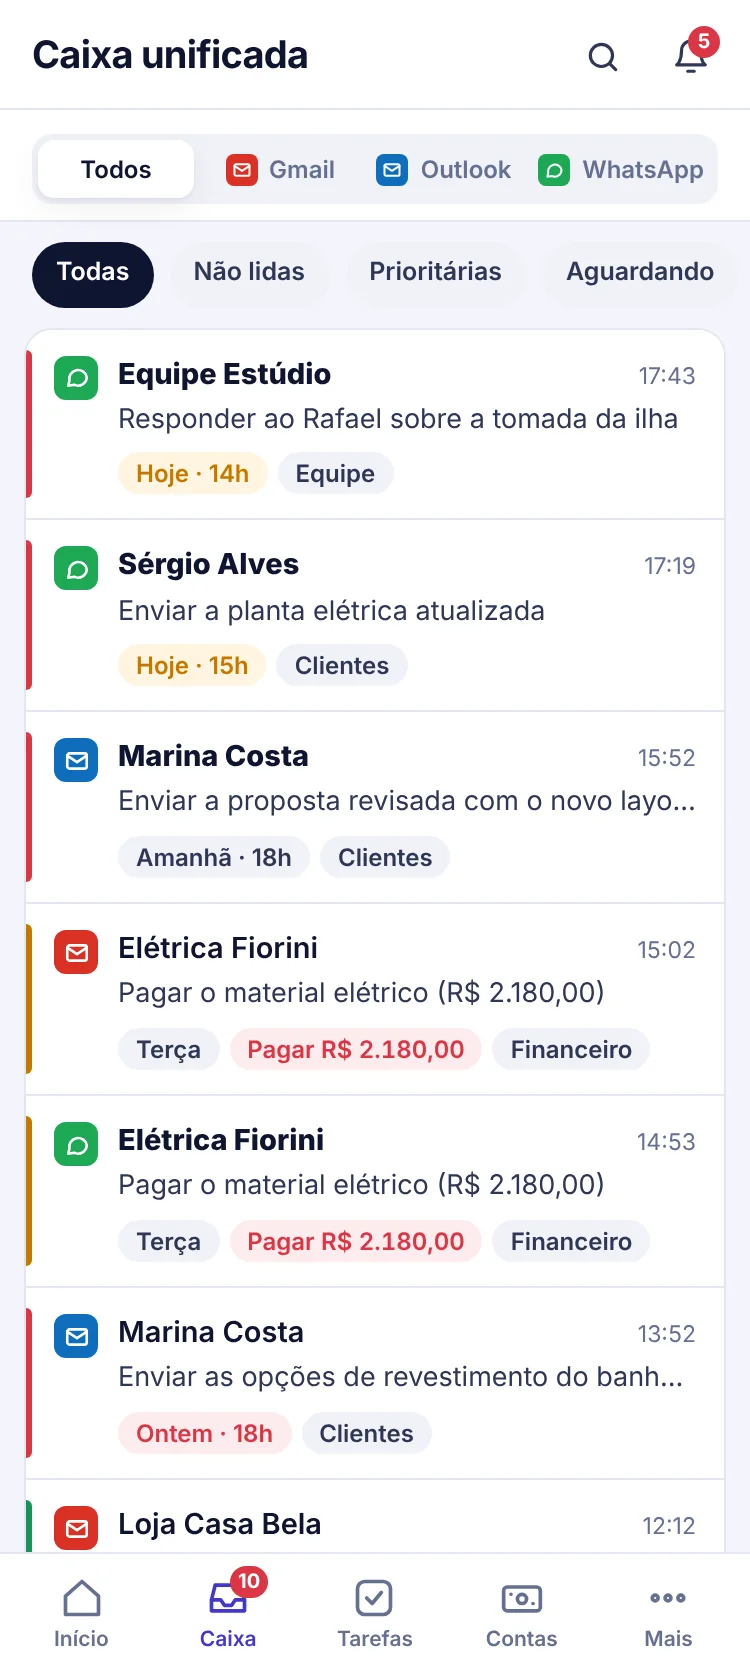 Caixa unificada
5
Todos
Gmail
Outlook
WhatsApp
Todas
Não lidas
Prioritárias
Aguardando
Equipe Estúdio
17:43
Responder ao Rafael sobre a tomada da ilha
Hoje · 14h
Equipe
Sérgio Alves
17:19
Enviar a planta elétrica atualizada
Hoje · 15h
Clientes
Marina Costa
15:52
Enviar a proposta revisada com o novo layo...
Amanhã · 18h
Clientes
Elétrica Fiorini
15:02
Pagar o material elétrico (R$ 2.180,00)
Terça
Pagar R$ 2.180,00
Financeiro
Elétrica Fiorini
14:53
Pagar o material elétrico (R$ 2.180,00)
Terça
Pagar R$ 2.180,00
Financeiro
Marina Costa
13:52
Enviar as opções de revestimento do banh...
Ontem · 18h
Clientes
Loja Casa Bela
12:12
10
Início
Caixa
Tarefas
Contas
Mais